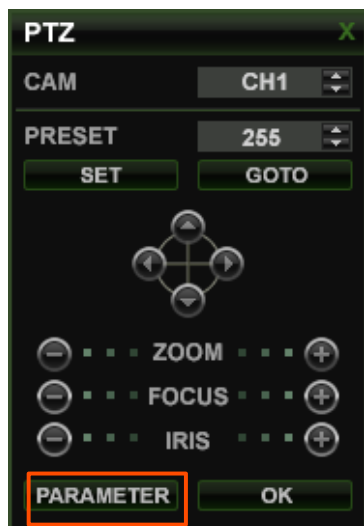 PTZ X
CAM CH1
PRESET 255
SET GOTO
ZOOM
FOCUS
IRIS
PARAMETER OK